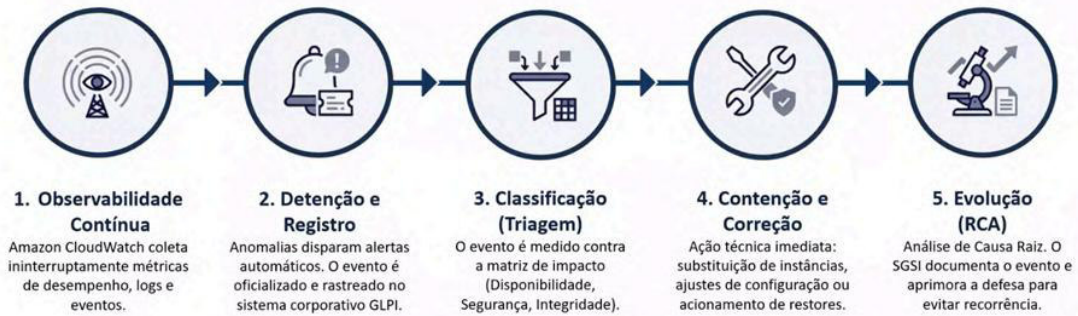 1. Observabilidade
Contínua
Amazon CloudWatch coleta
ininterruptamente métricas
de desempenho, logs e
eventos.
2. Detenção e
Registro
Anomalias disparam alertas
automáticos. O evento é
oficializado e rastreado no
sistema corporativo GLPI.
3. Classificação
(Triagem)
O evento é medido contra
a matriz de impacto
(Disponibilidade,
Segurança, Integridade).
4. Contenção e
Correção
Ação técnica imediata:
substituição de instâncias,
ajustes de configuração ou
acionamento de restores.
5. Evolução
(RCA)
Análise de Causa Raiz. O
SGSI documenta o evento e
aprimora a defesa para
evitar recorrência.